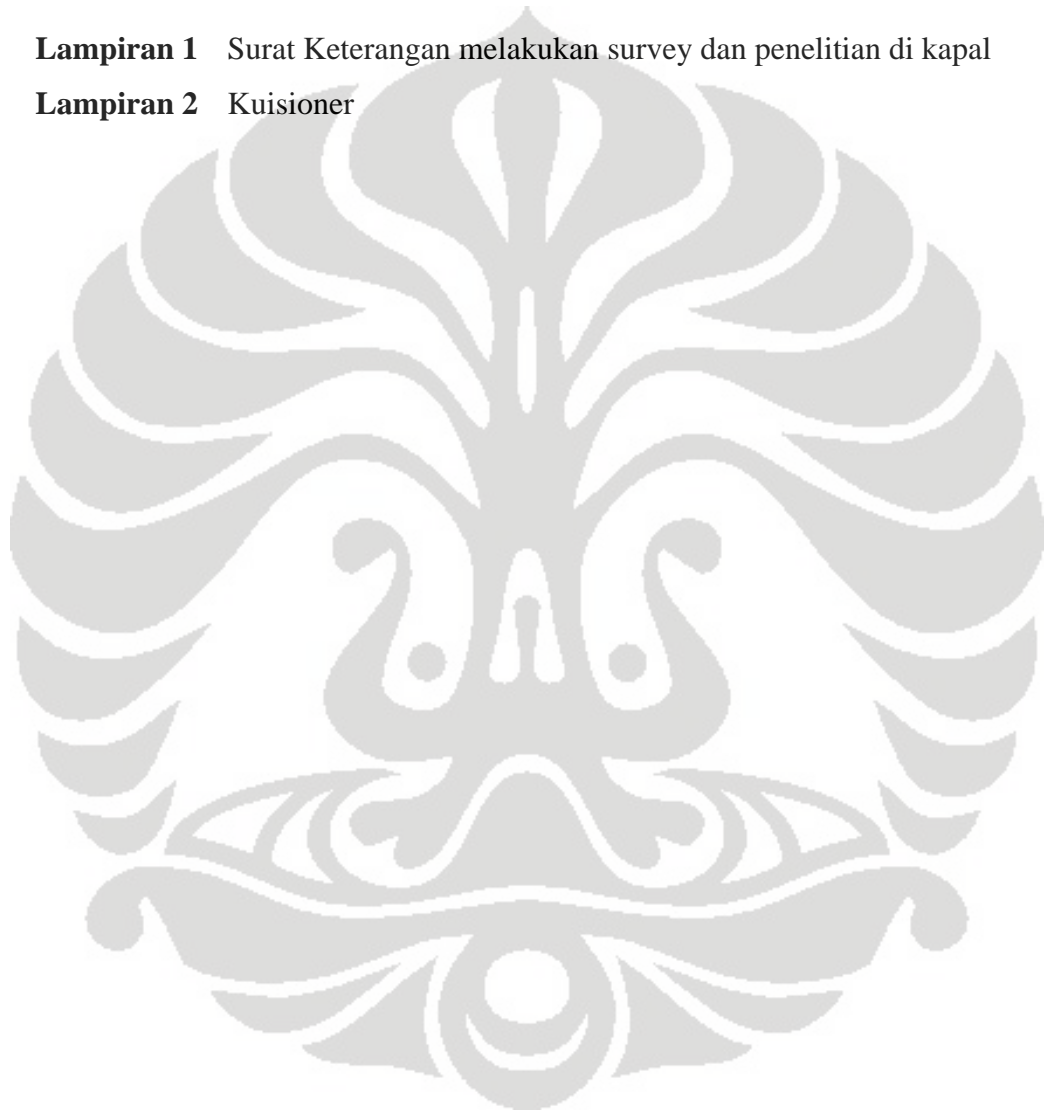 Lampiran 1 Surat Keterangan melakukan survey dan penelitian di kapal
Lampiran 2 Kuisioner